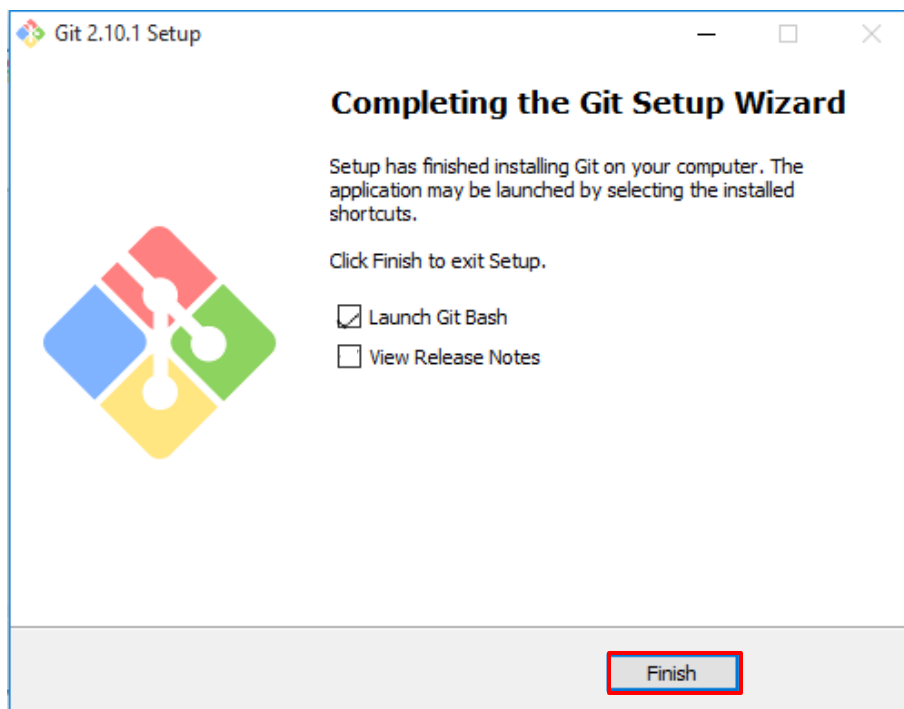 Git 2.10.1 Setup
Completing the Git Setup Wizard
Setup has finished installing Git on your computer. The
application may be launched by selecting the installed
shortcuts.
Click Finish to exit Setup.
Launch Git Bash
View Release Notes
Finish